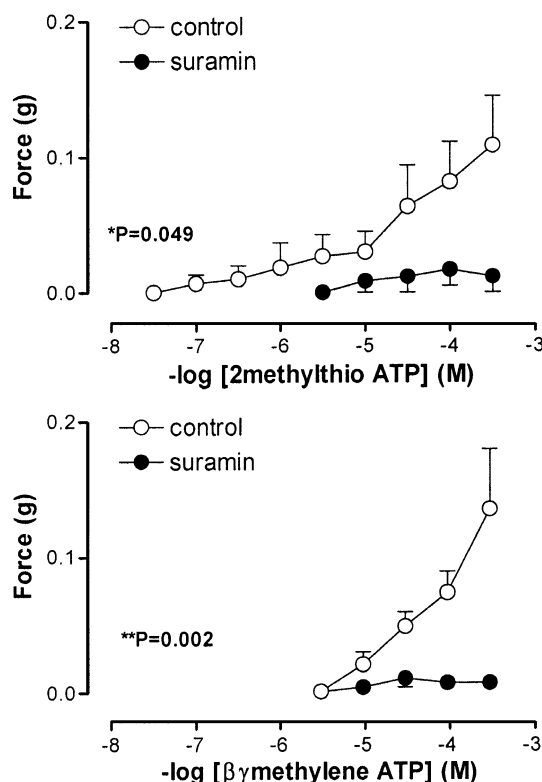 0.2
control
suramin
Force (g)
0.1
*P=0.049
0.0
-8 -7 -6 -5 -4 -3
-log [2methylthio ATP] (M)
0.2
control
suramin
Force (g)
0.1
**P=0.002
0.0
-8 -7 -6 -5 -4 -3
-log [βγmethylene ATP] (M)